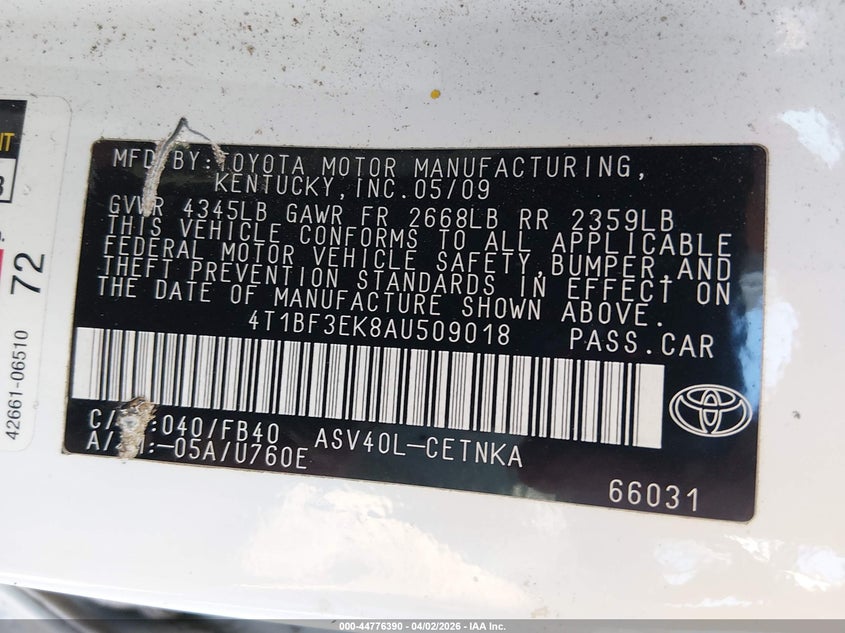 MFD BY:TOYOTA MOTOR MANUFACTURING,
KENTUCKY,INC.05/09
GVWR 4345LB GAWR FR 2668LB RR 2359LB
THIS VEHICLE CONFORMS TO ALL APPLICABLE
FEDERAL MOTOR VEHICLE SAFETY,BUMPER,AND
THEFT PREVENTION STANDARDS IN EFFECT ON
THE DATE OF MANUFACTURE SHOWN ABOVE.
4T1BF3EK8AU509018 PASS.CAR
:040/FB40 ASV40L-CETNKA
:-05A/U760E
66031
72
42661-06510
000-44776390 - 04/02/2026 - IAA Inc.